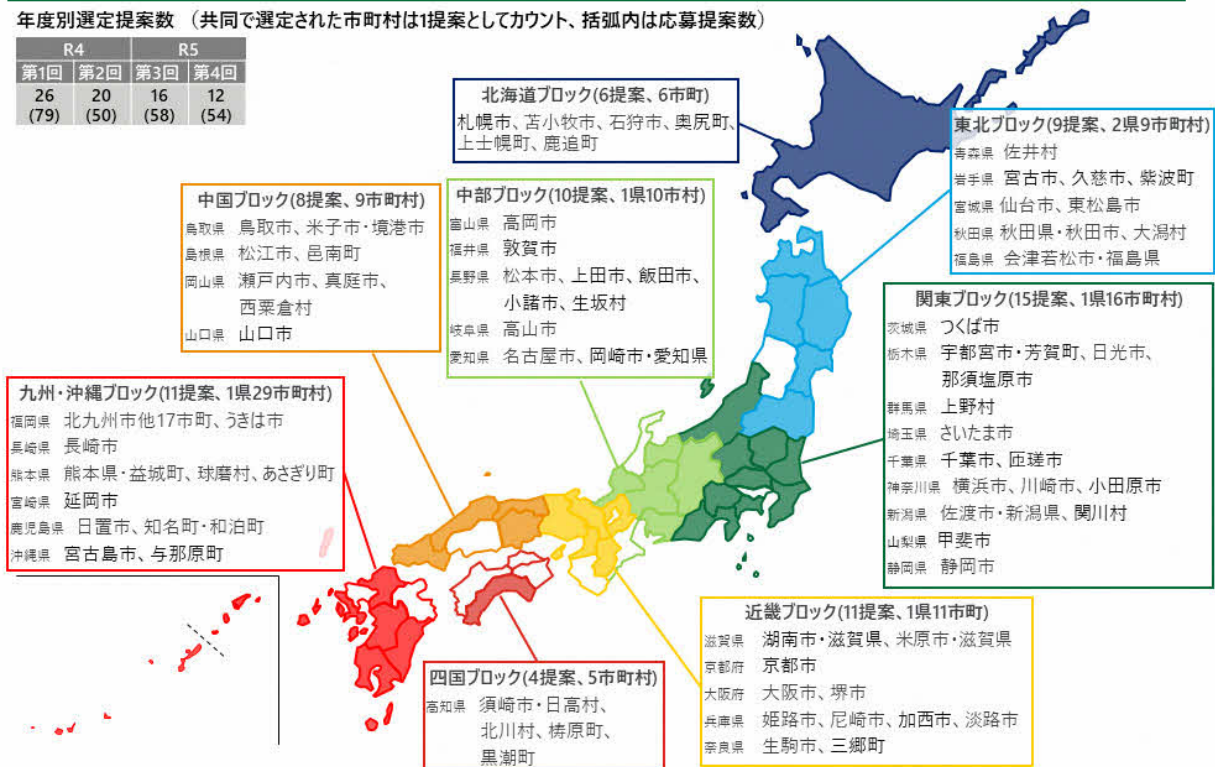 年度別選定提案数 （共同で選定された市町村は1提案としてカウント、括弧内は応募提案数）
R4 R5
第1回 第2回 第3回 第4回
26 20 16 12
(79) (50) (58) (54)
北海道ブロック(6提案、6市町)
札幌市、苫小牧市、石狩市、奥尻町、
上士幌町、鹿追町
東北ブロック(9提案、2県9市町村)
青森県 佐井村
岩手県 宮古市、久慈市、紫波町
宮城県 仙台市、東松島市
秋田県 秋田県・秋田市、大潟村
福島県 会津若松市・福島県
中国ブロック(8提案、9市町村)
鳥取県 鳥取市、米子市・境港市
島根県 松江市、邑南町
岡山県 瀬戸内市、真庭市、
西粟倉村
山口県 山口市
中部ブロック(10提案、1県10市村)
富山県 高岡市
福井県 敦賀市
長野県 松本市、上田市、飯田市、
小諸市、生坂村
岐阜県 高山市
愛知県 名古屋市、岡崎市・愛知県
関東ブロック(15提案、1県16市町村)
茨城県 つくば市
栃木県 宇都宮市・芳賀町、日光市、
那須塩原市
群馬県 上野村
埼玉県 さいたま市
千葉県 千葉市、匝瑳市
神奈川県 横浜市、川崎市、小田原市
新潟県 佐渡市・新潟県、関川村
山梨県 甲斐市
静岡県 静岡市
九州・沖縄ブロック(11提案、1県29市町村)
福岡県 北九州市他17市町、うきは市
長崎県 長崎市
熊本県 熊本県・益城町、球磨村、あさぎり町
宮崎県 延岡市
鹿児島県 日置市、知名町・和泊町
沖縄県 宮古島市、与那原町
四国ブロック(4提案、5市町村)
高知県 須崎市・日高村、
北川村、梼原町、
黒潮町
近畿ブロック(11提案、1県11市町)
滋賀県 湖南市・滋賀県、米原市・滋賀県
京都府 京都市
大阪府 大阪市、堺市
兵庫県 姫路市、尼崎市、加西市、淡路市
奈良県 生駒市、三郷町